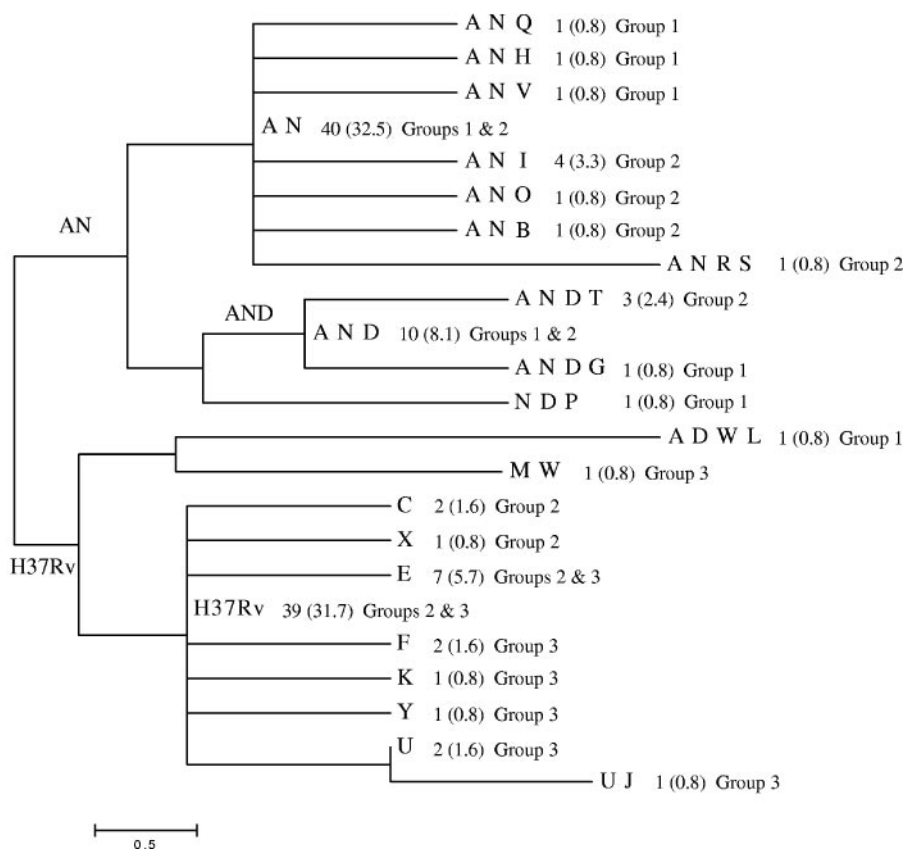 A N Q 1 (0.8) Group 1
A N H 1 (0.8) Group 1
A N V 1 (0.8) Group 1
A N 40 (32.5) Groups 1 & 2
A N I 4 (3.3) Group 2
A N O 1 (0.8) Group 2
A N B 1 (0.8) Group 2
AN
A N R S 1 (0.8) Group 2
A N D T 3 (2.4) Group 2
AND
A N D 10 (8.1) Groups 1 & 2
A N D G 1 (0.8) Group 1
N D P 1 (0.8) Group 1
A D W L 1 (0.8) Group 1
M W 1 (0.8) Group 3
C 2 (1.6) Group 2
X 1 (0.8) Group 2
H37Rv
E 7 (5.7) Groups 2 & 3
H37Rv 39 (31.7) Groups 2 & 3
F 2 (1.6) Group 3
K 1 (0.8) Group 3
Y 1 (0.8) Group 3
U 2 (1.6) Group 3
U J 1 (0.8) Group 3
0.5